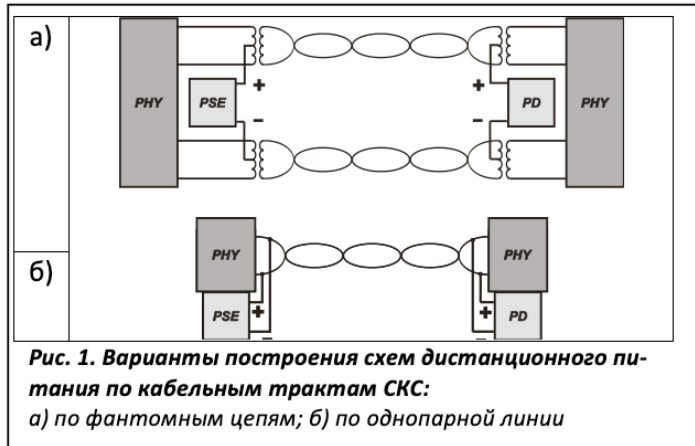 а)
PHY
PSE
+
−
+
−
PD
PHY
б)
PHY
PSE
+
−
PHY
PD
+
−
Рис. 1. Варианты построения схем дистанционного пи-
тания по кабельным трактам СКС:
а) по фантомным цепям; б) по однопарной линии